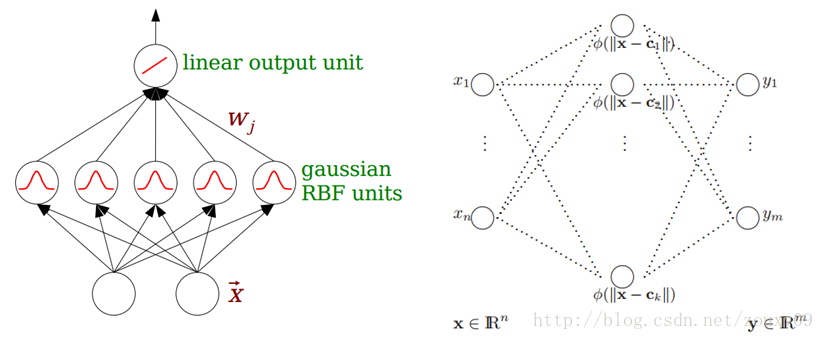 linear output unit
w_j
gaussian
RBF units
x⃗
ϕ(‖x − c₁‖)
x₁
y₁
ϕ(‖x − c₂‖)
⋮ ⋮ ⋮
xₙ
yₘ
ϕ(‖x − cₖ‖)
x ∈ ℝⁿ
http://blog.csdn.net/zouxy09
y ∈ ℝᵐ